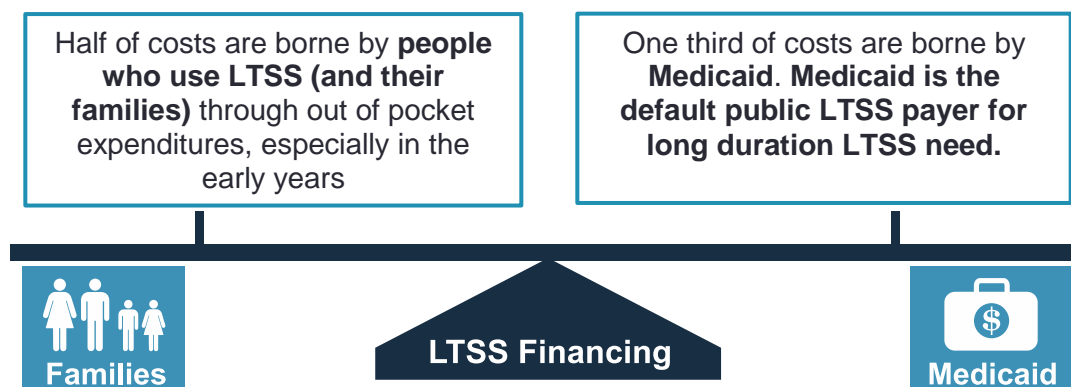 Half of costs are borne by people
who use LTSS (and their
families) through out of pocket
expenditures, especially in the
early years
One third of costs are borne by
Medicaid. Medicaid is the
default public LTSS payer for
long duration LTSS need.
Families
LTSS Financing
$
Medicaid